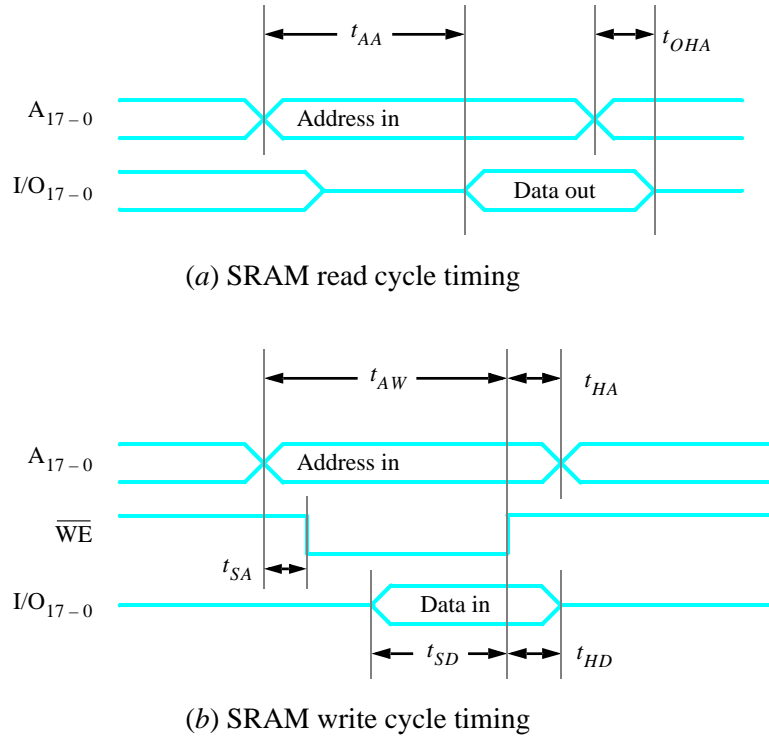 t_AA
t_OHA
A_17–0 Address in
I/O_17–0 Data out
(a) SRAM read cycle timing
t_AW t_HA
A_17–0 Address in
W̅E̅
t_SA
I/O_17–0 Data in
t_SD t_HD
(b) SRAM write cycle timing